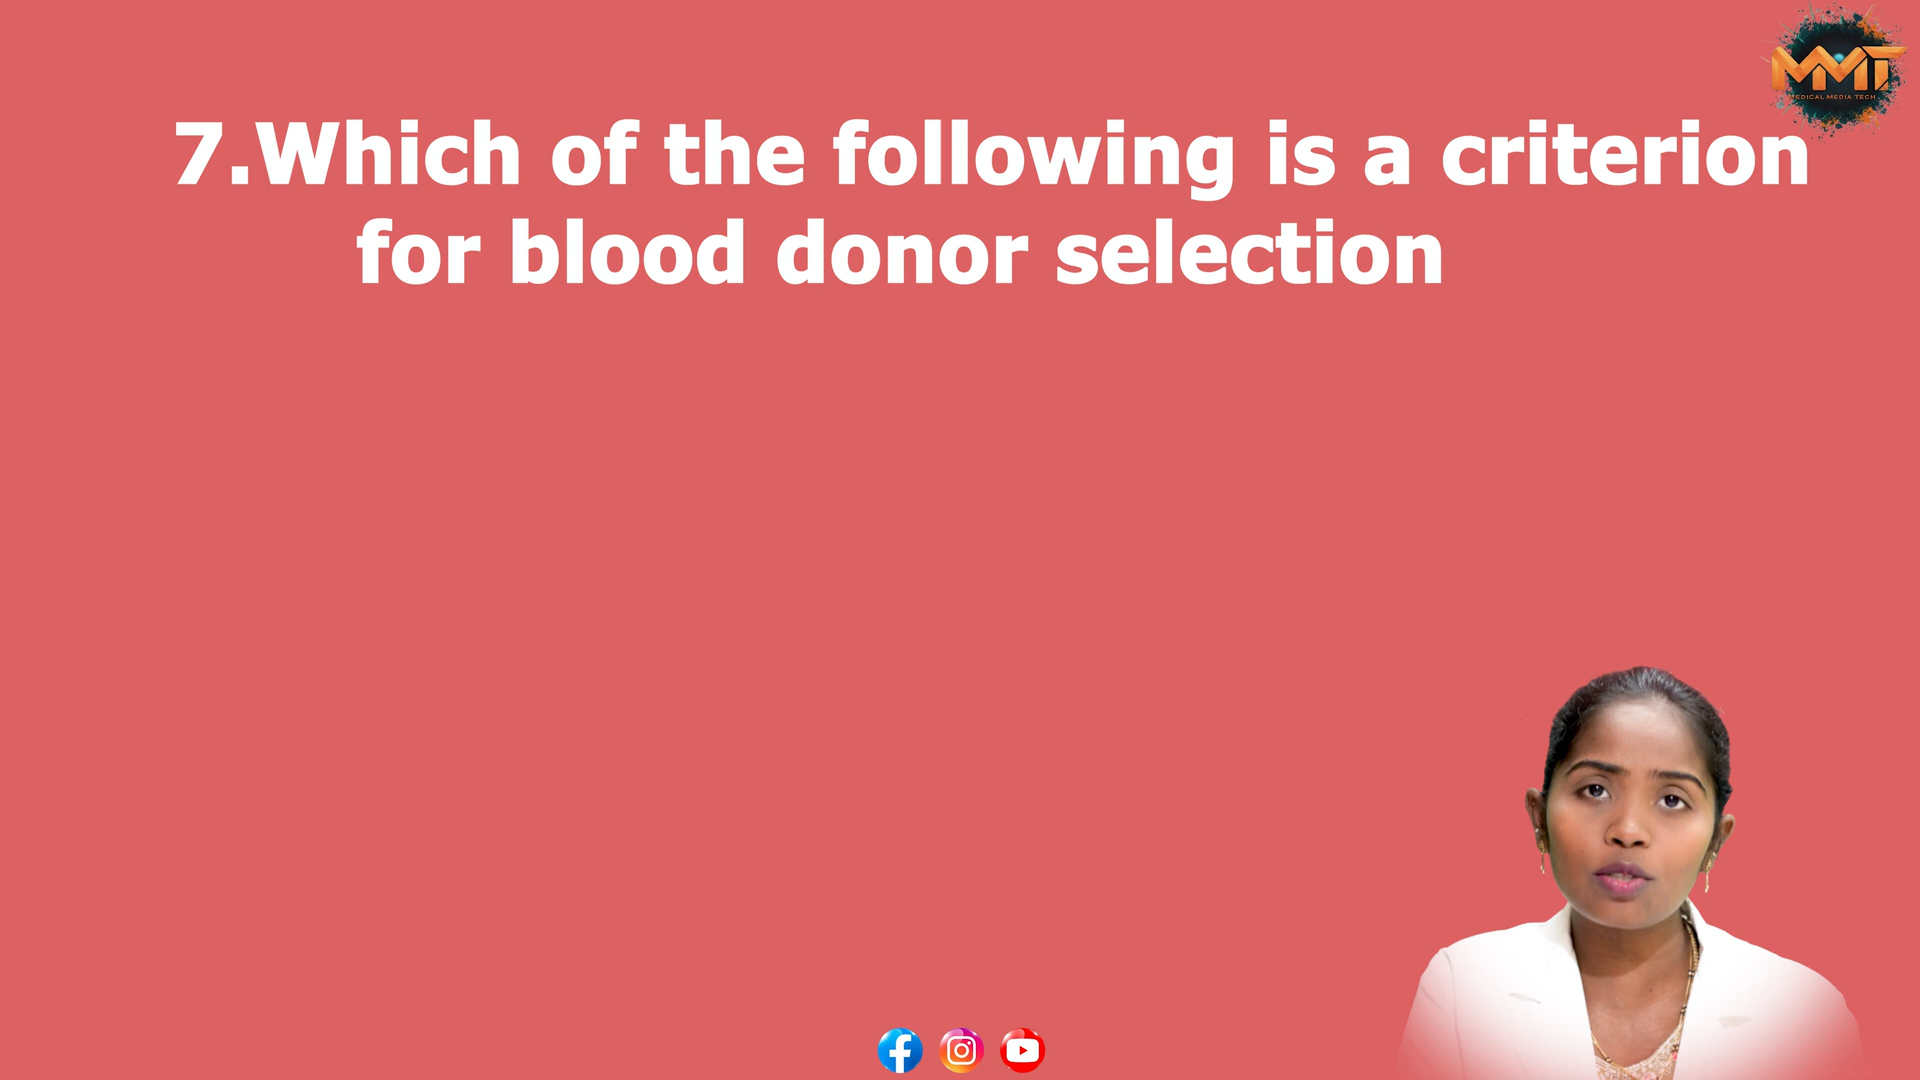 MMT
MEDICAL MEDIA TECH
7.Which of the following is a criterion
for blood donor selection